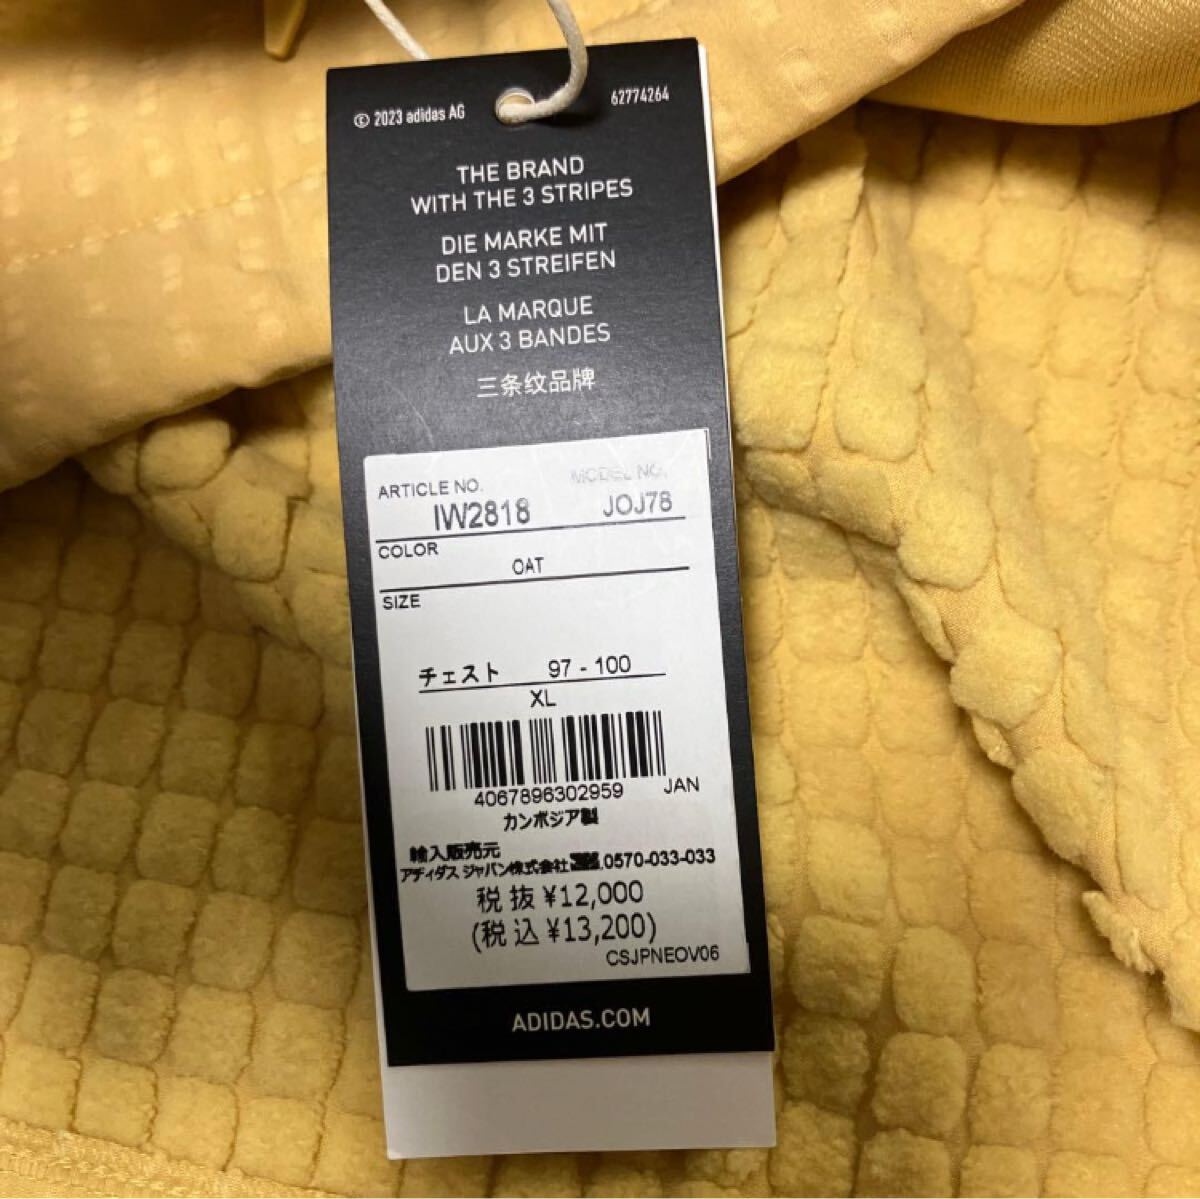 © 2023 adidas AG
62774264
THE BRAND
WITH THE 3 STRIPES
DIE MARKE MIT
DEN 3 STREIFEN
LA MARQUE
AUX 3 BANDES
三条纹品牌
ARTICLE NO. MODEL NO.
IW2818 JOJ78
COLOR
OAT
SIZE
チェスト 97 - 100
XL
4067896302959 JAN
カンボジア製
輸入販売元
アディダス ジャパン株式会社 0570-033-033
税抜 ¥12,000
(税込 ¥13,200)
CSJPNEOV06
ADIDAS.COM